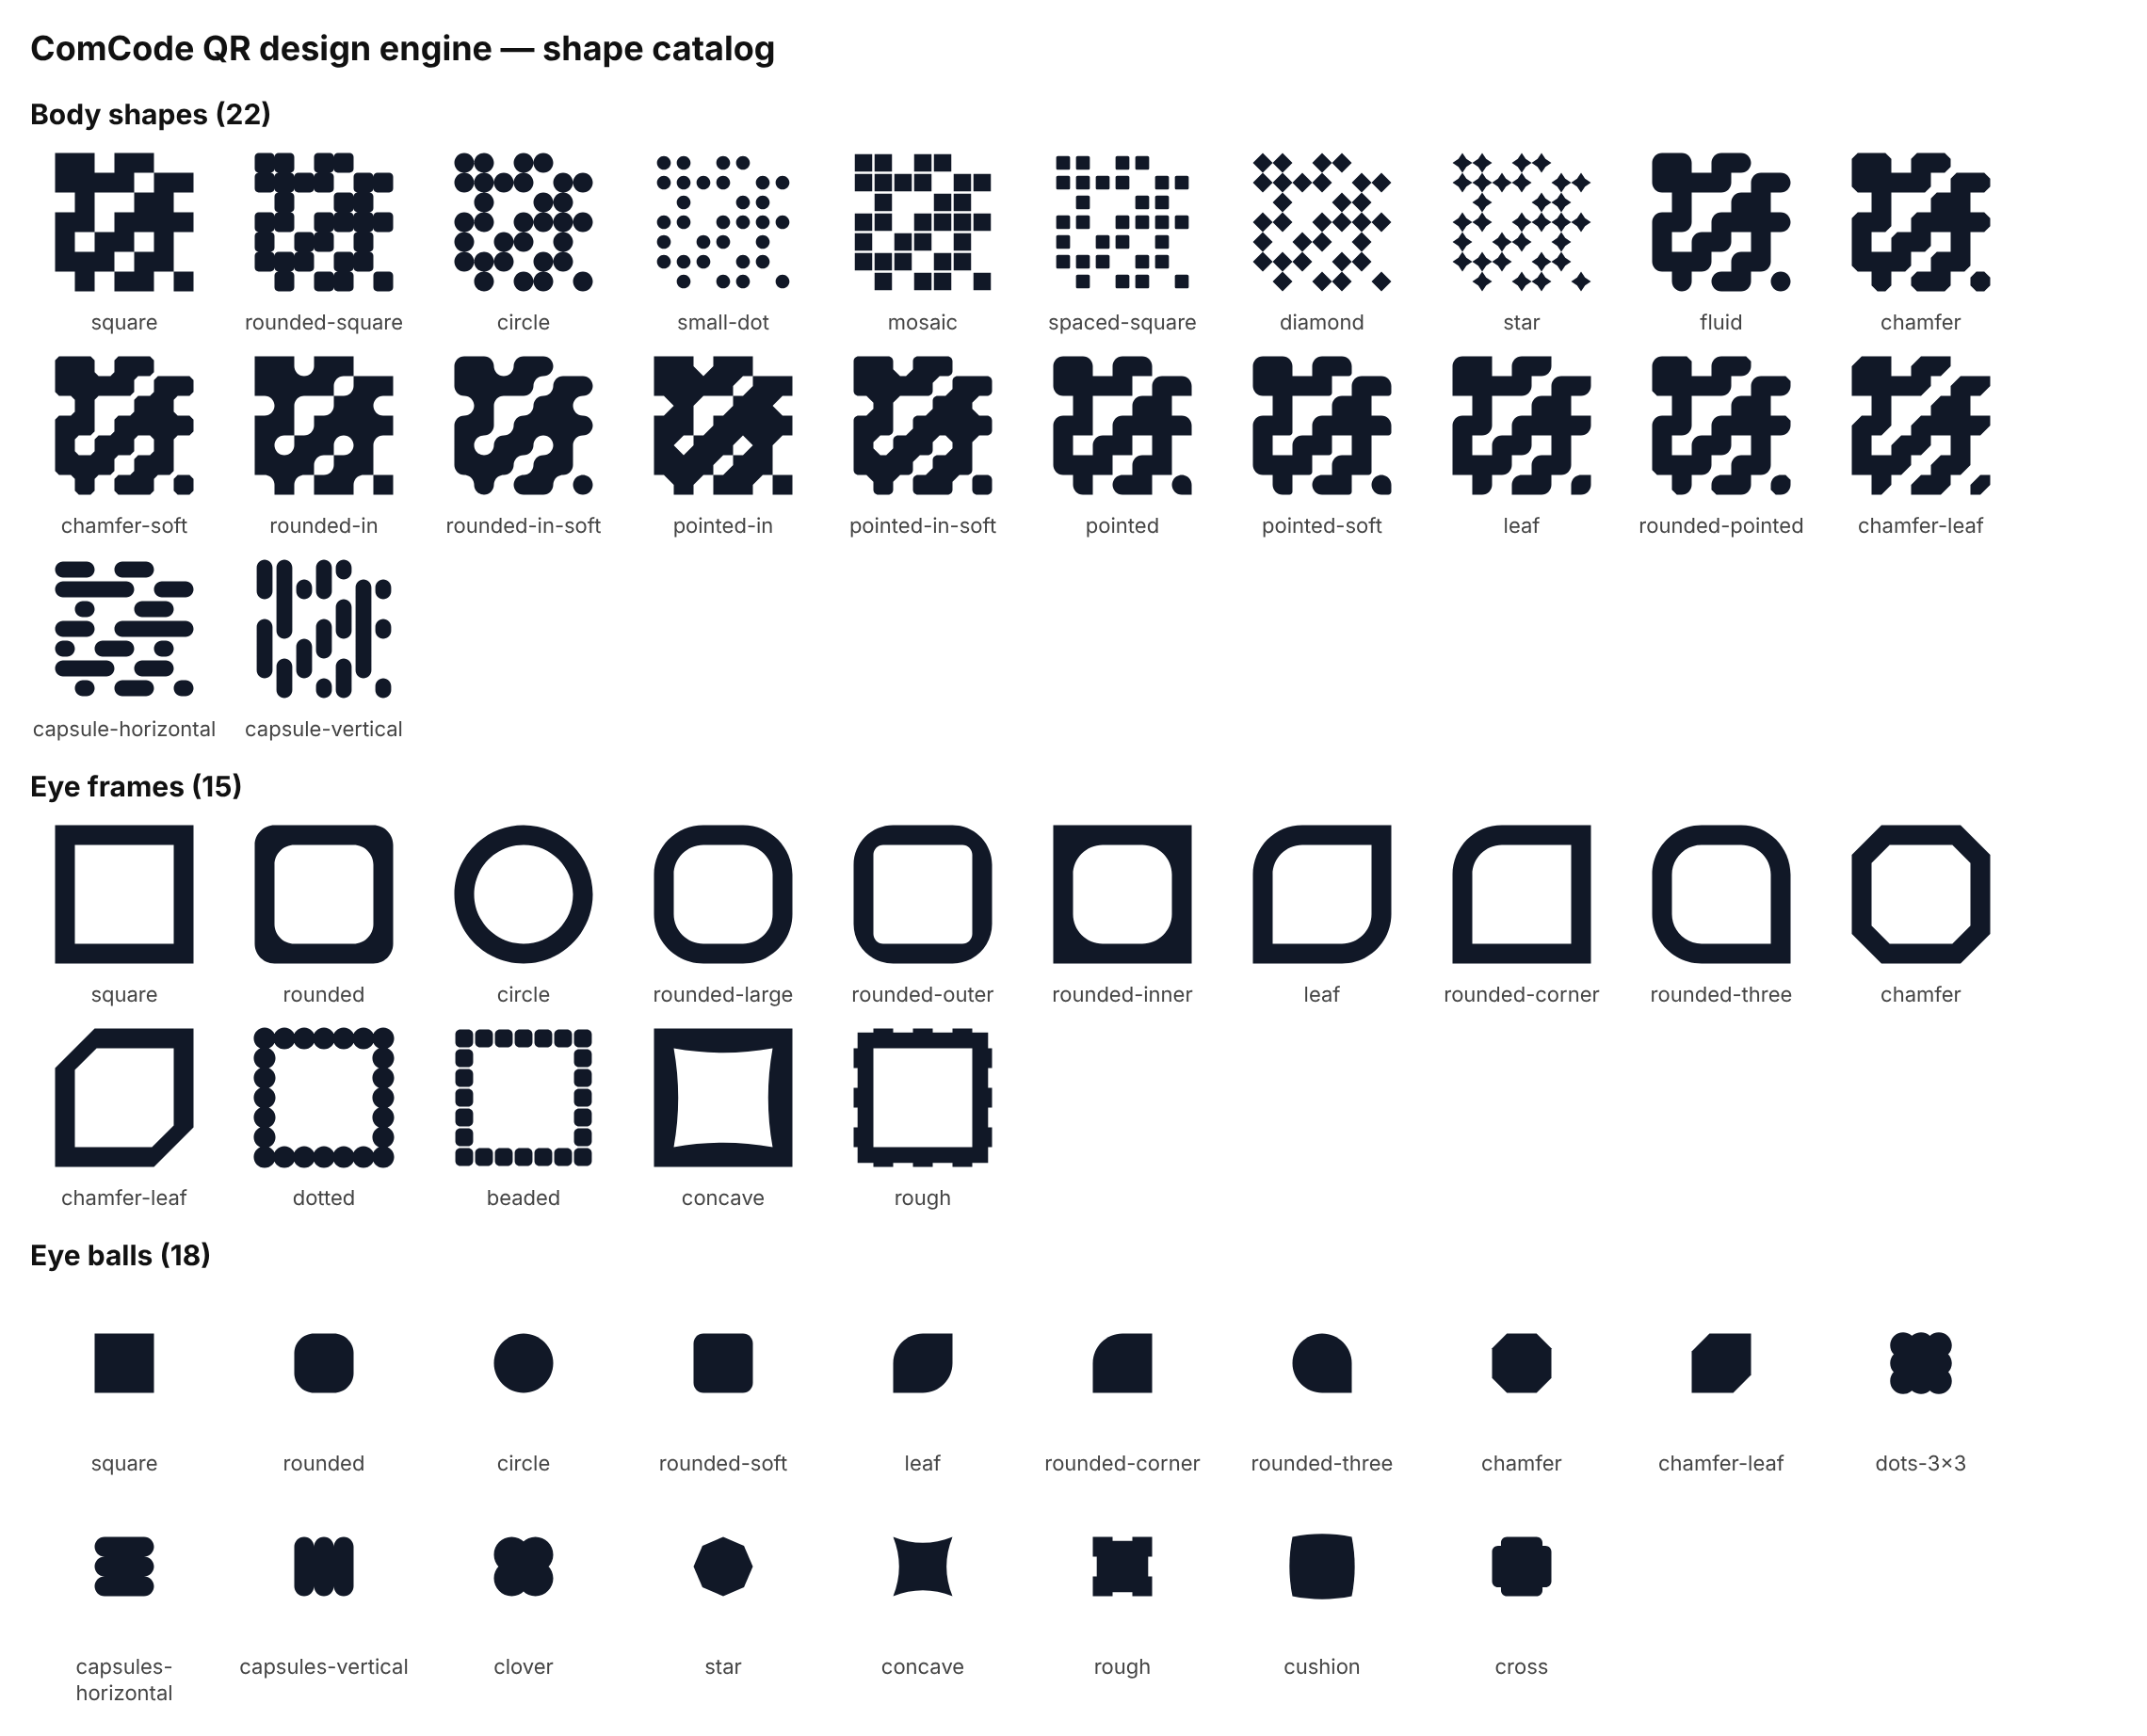 ComCode QR design engine — shape catalog
Body shapes (22)
square rounded-square circle small-dot mosaic spaced-square diamond star fluid chamfer
chamfer-soft rounded-in rounded-in-soft pointed-in pointed-in-soft pointed pointed-soft leaf rounded-pointed chamfer-leaf
capsule-horizontal capsule-vertical
Eye frames (15)
square rounded circle rounded-large rounded-outer rounded-inner leaf rounded-corner rounded-three chamfer
chamfer-leaf dotted beaded concave rough
Eye balls (18)
square rounded circle rounded-soft leaf rounded-corner rounded-three chamfer chamfer-leaf dots-3×3
capsules-horizontal capsules-vertical clover star concave rough cushion cross